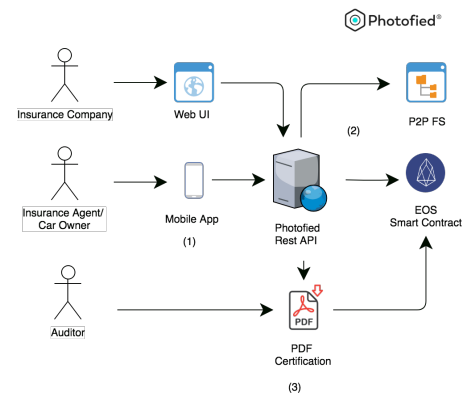 Photofied®
Insurance Company
Web UI
P2P FS
(2)
Insurance Agent/
Car Owner
Mobile App
(1)
Photofied
Rest API
EOS
Smart Contract
Auditor
PDF
PDF
Certification
(3)